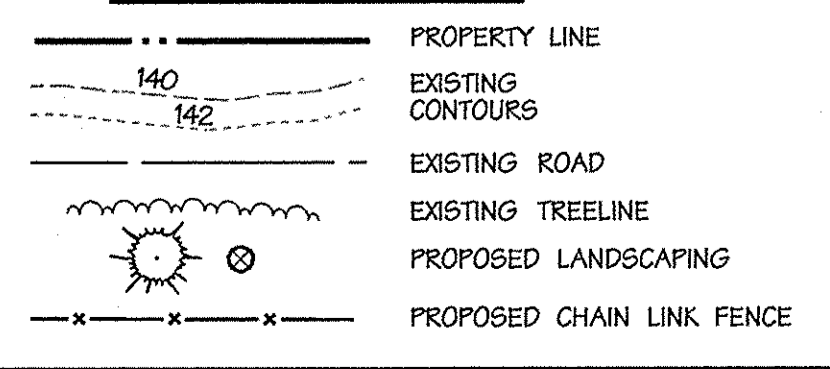 PROPERTY LINE
140
EXISTING
142
CONTOURS
EXISTING ROAD
EXISTING TREELINE
PROPOSED LANDSCAPING
PROPOSED CHAIN LINK FENCE